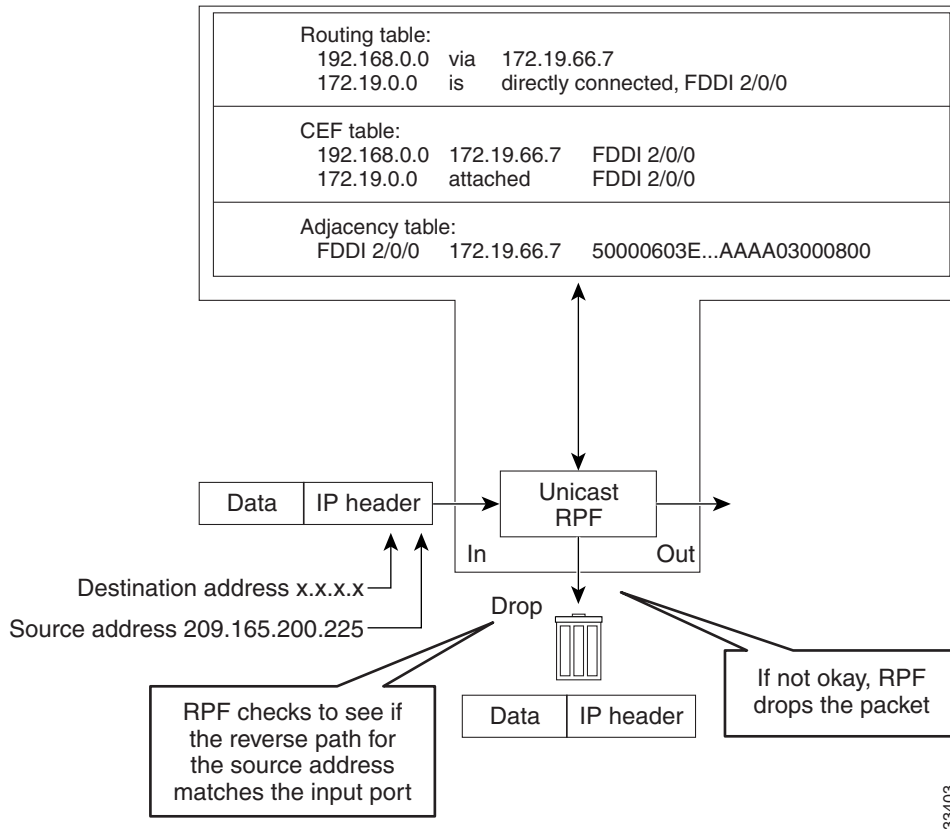 Routing table:
192.168.0.0 via 172.19.66.7
172.19.0.0 is directly connected, FDDI 2/0/0
CEF table:
192.168.0.0 172.19.66.7 FDDI 2/0/0
172.19.0.0 attached FDDI 2/0/0
Adjacency table:
FDDI 2/0/0 172.19.66.7 50000603E...AAAA03000800
Data IP header
Unicast
RPF
In
Out
Destination address x.x.x.x
Source address 209.165.200.225
Drop
RPF checks to see if
the reverse path for
the source address
matches the input port
Data IP header
If not okay, RPF
drops the packet
33403